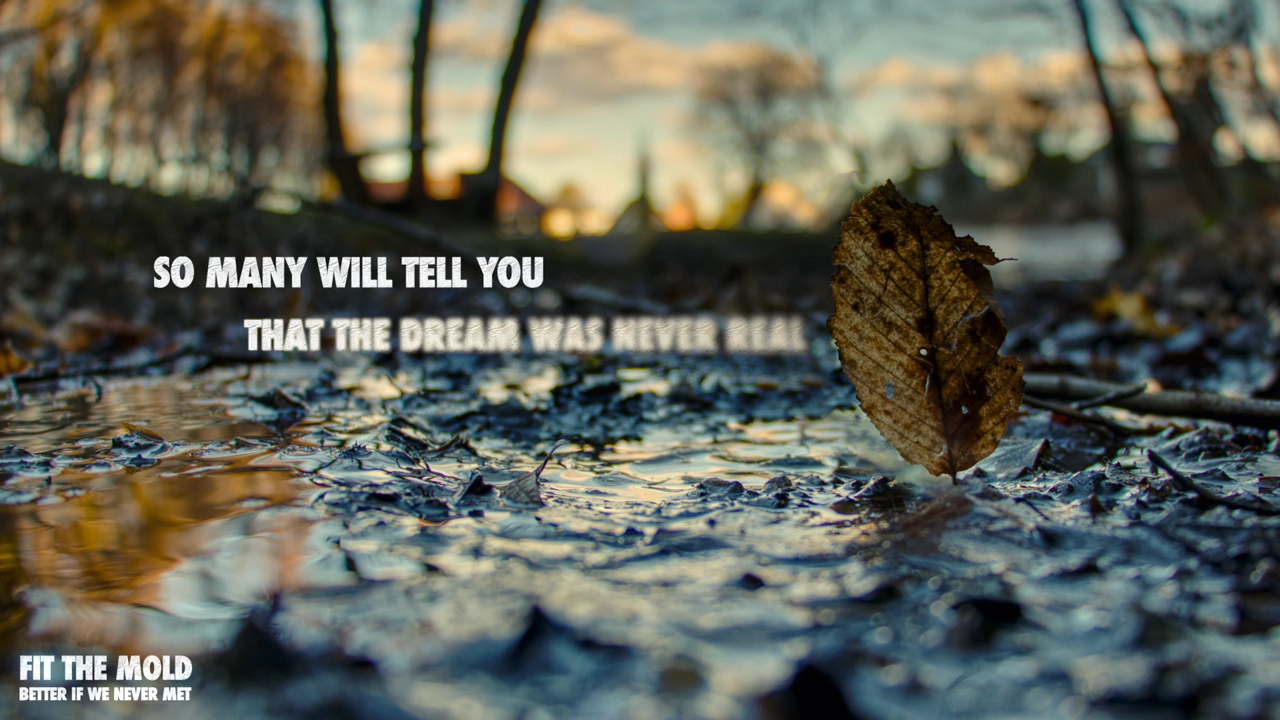 SO MANY WILL TELL YOU
THAT THE DREAM WAS NEVER REAL
FIT THE MOLD
BETTER IF WE NEVER MET